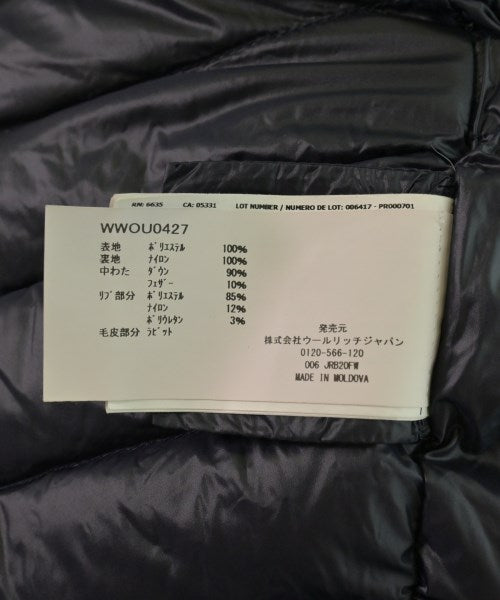 RN: 6635 CA: 05331 LOT NUMBER / NUMERO DE LOT: 006417 - PR000701
WWOU0427
表地 ポリエステル 100%
裏地 ナイロン 100%
中わた ダウン 90%
フェザー 10%
リブ部分 ポリエステル 85%
ナイロン 12%
ポリウレタン 3%
毛皮部分 ラビット
発売元
株式会社ウールリッチジャパン
0120-566-120
006 JRB20FW
MADE IN MOLDOVA